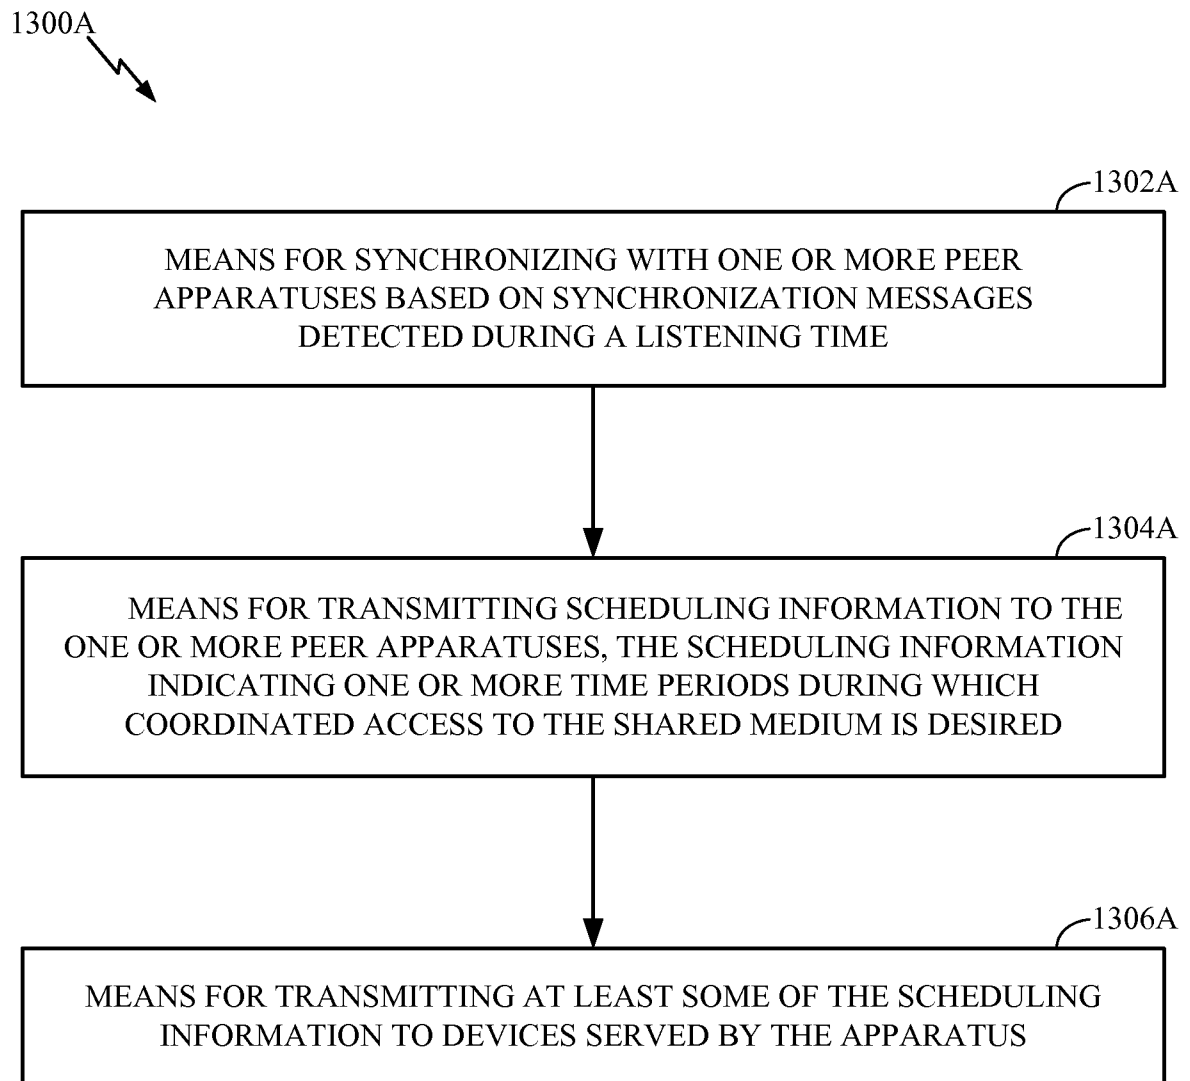 1300A
1302A
MEANS FOR SYNCHRONIZING WITH ONE OR MORE PEER
APPARATUSES BASED ON SYNCHRONIZATION MESSAGES
DETECTED DURING A LISTENING TIME
1304A
MEANS FOR TRANSMITTING SCHEDULING INFORMATION TO THE
ONE OR MORE PEER APPARATUSES, THE SCHEDULING INFORMATION
INDICATING ONE OR MORE TIME PERIODS DURING WHICH
COORDINATED ACCESS TO THE SHARED MEDIUM IS DESIRED
1306A
MEANS FOR TRANSMITTING AT LEAST SOME OF THE SCHEDULING
INFORMATION TO DEVICES SERVED BY THE APPARATUS